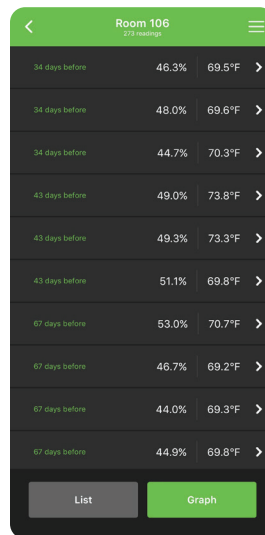 Room 106
273 readings
34 days before 46.3% 69.5°F
34 days before 48.0% 69.6°F
34 days before 44.7% 70.3°F
43 days before 49.0% 73.8°F
43 days before 49.3% 73.3°F
43 days before 51.1% 69.8°F
67 days before 53.0% 70.7°F
67 days before 46.7% 69.2°F
67 days before 44.0% 69.3°F
67 days before 44.9% 69.8°F
List Graph